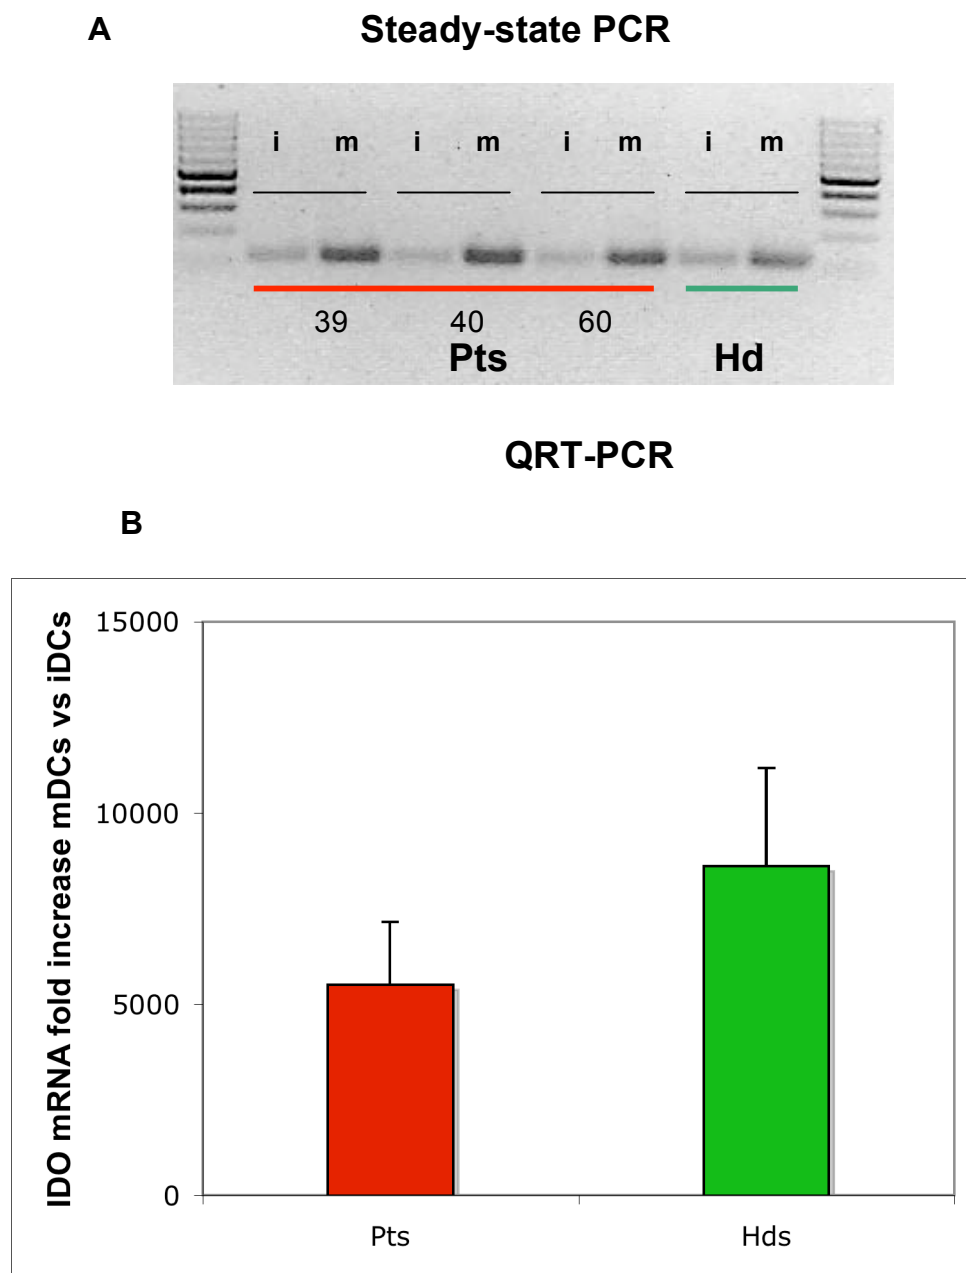 A
Steady-state PCR
i m i m i m i m
39 40 60
Pts Hd
QRT-PCR
B
IDO mRNA fold increase mDCs vs iDCs
15000
10000
5000
0
Pts Hds